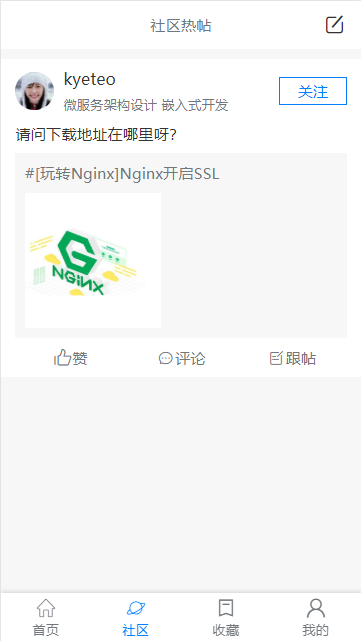 社区热帖
kyeteo
微服务架构设计 嵌入式开发
关注
请问下载地址在哪里呀?
#[玩转Nginx]Nginx开启SSL
NGiNX
赞 评论 跟帖
首页 社区 收藏 我的